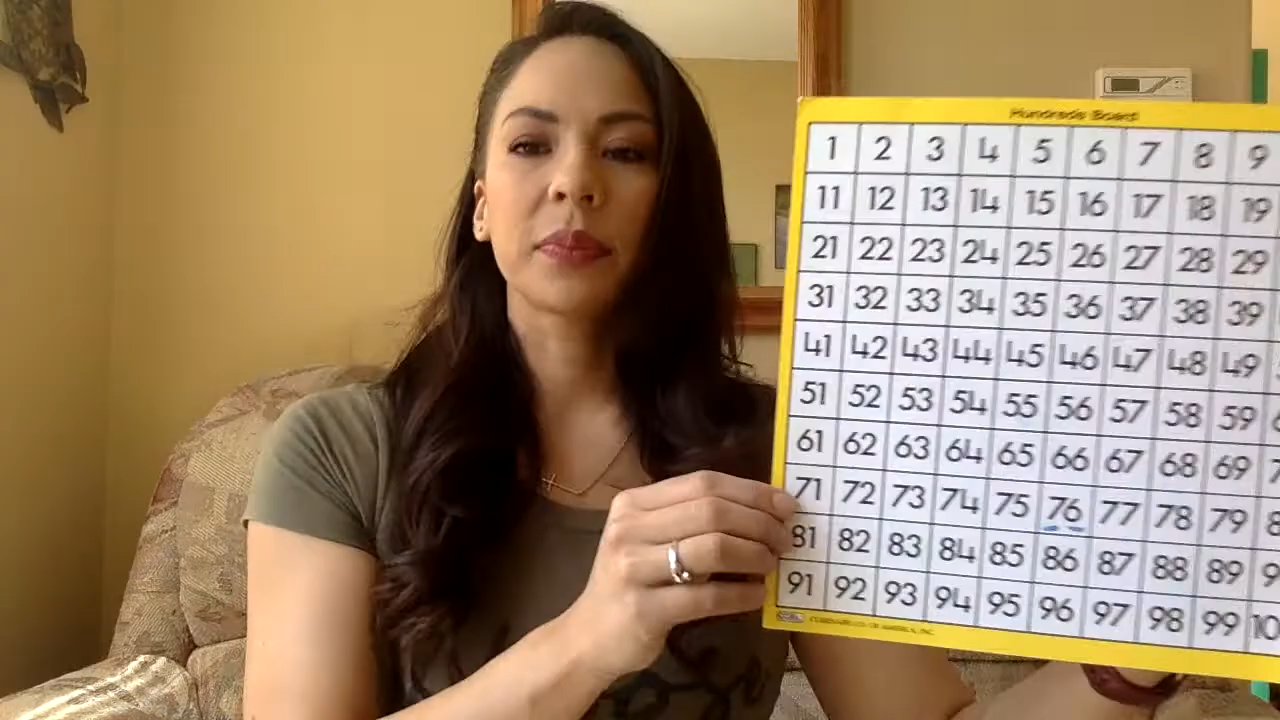 Hundreds Board
1 2 3 4 5 6 7 8 9
11 12 13 14 15 16 17 18 19
21 22 23 24 25 26 27 28 29
31 32 33 34 35 36 37 38 39
41 42 43 44 45 46 47 48 49
51 52 53 54 55 56 57 58 59
61 62 63 64 65 66 67 68 69
71 72 73 74 75 76 77 78 79
81 82 83 84 85 86 87 88 89
91 92 93 94 95 96 97 98 99